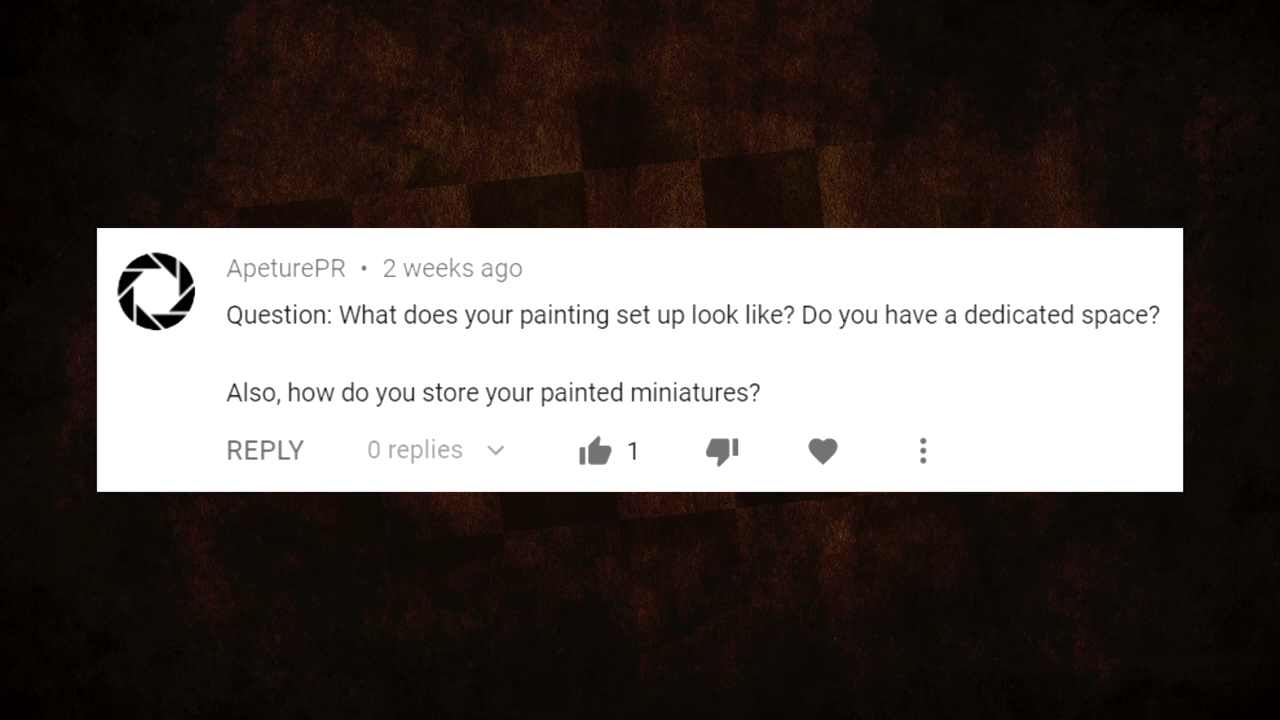 ApeturePR • 2 weeks ago
Question: What does your painting set up look like? Do you have a dedicated space?
Also, how do you store your painted miniatures?
REPLY 0 replies 1